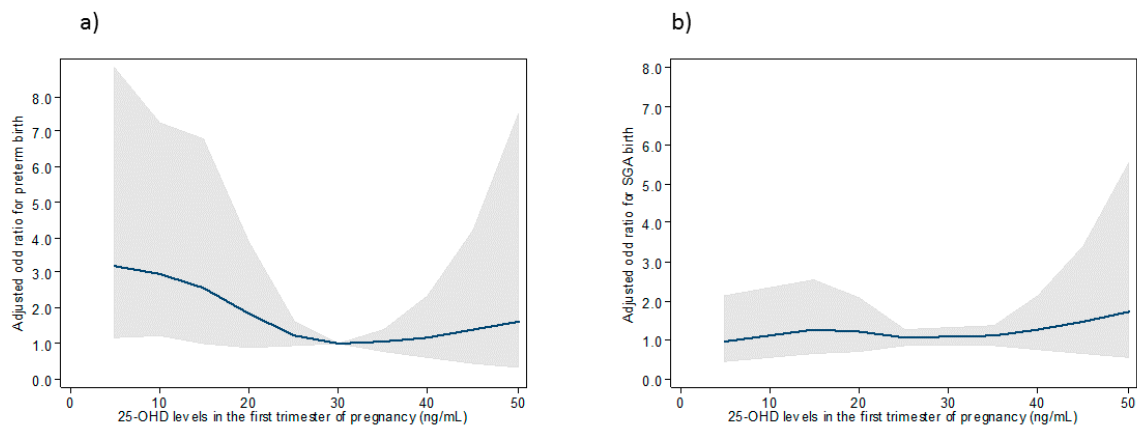 a)
Adjusted odd ratio for preterm birth
8.0
7.0
6.0
5.0
4.0
3.0
2.0
1.0
0.0
0 10 20 30 40 50
25-OHD levels in the first trimester of pregnancy (ng/mL)
b)
Adjusted odd ratio for SGA birth
8.0
7.0
6.0
5.0
4.0
3.0
2.0
1.0
0.0
0 10 20 30 40 50
25-OHD levels in the first trimester of pregnancy (ng/mL)